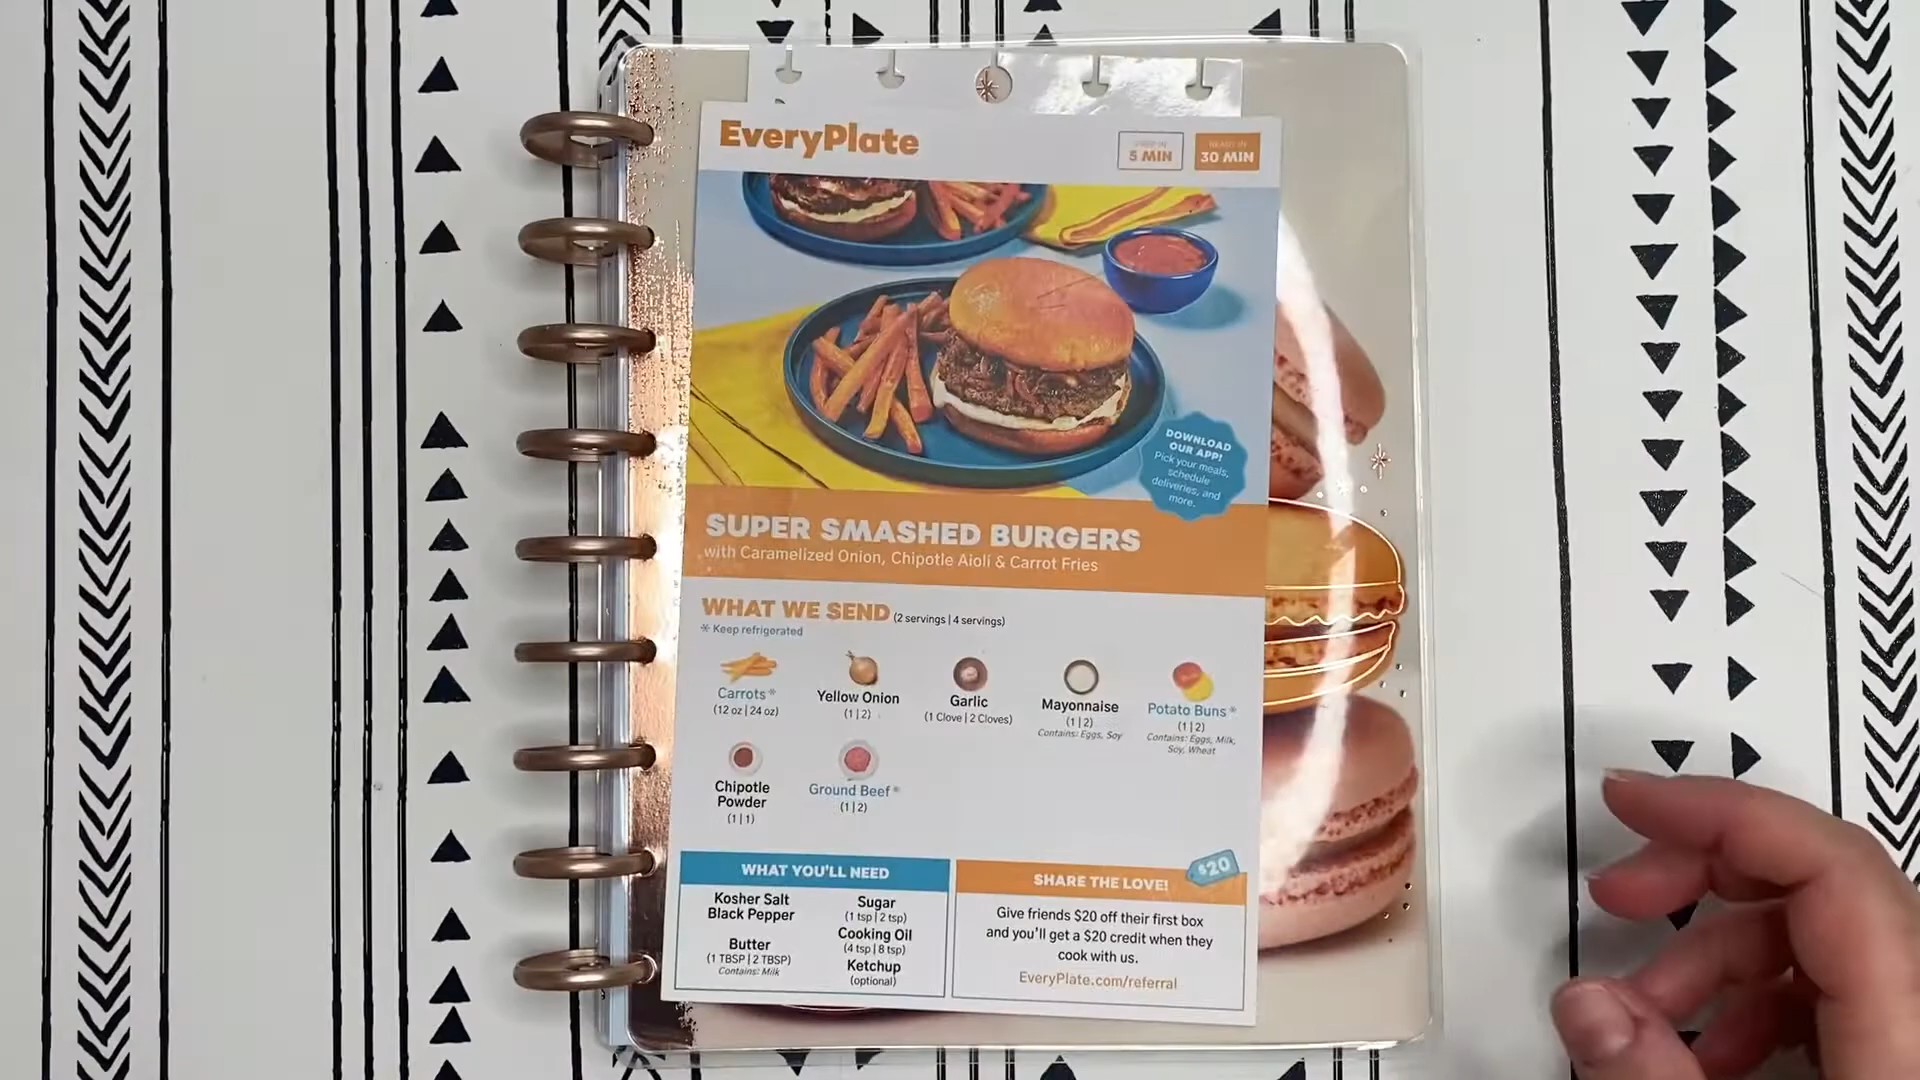 EveryPlate
5 MIN
READY IN
30 MIN
DOWNLOAD
OUR APP!
Pick your meals,
schedule
deliveries, and
more.
SUPER SMASHED BURGERS
with Caramelized Onion, Chipotle Aioli & Carrot Fries
WHAT WE SEND (2 servings | 4 servings)
* Keep refrigerated
Carrots *
(12 oz | 24 oz)
Yellow Onion
(1 | 2)
Garlic
(1 Clove | 2 Cloves)
Mayonnaise
(1 | 2)
Contains: Eggs, Soy
Potato Buns *
(1 | 2)
Contains: Eggs, Milk,
Soy, Wheat
Chipotle
Powder
(1 | 1)
Ground Beef *
(1 | 2)
WHAT YOU'LL NEED
Kosher Salt
Black Pepper
Butter
(1 TBSP | 2 TBSP)
Contains: Milk
Sugar
(1 tsp | 2 tsp)
Cooking Oil
(4 tsp | 8 tsp)
Ketchup
(optional)
SHARE THE LOVE!
$20
Give friends $20 off their first box
and you'll get a $20 credit when they
cook with us.
EveryPlate.com/referral